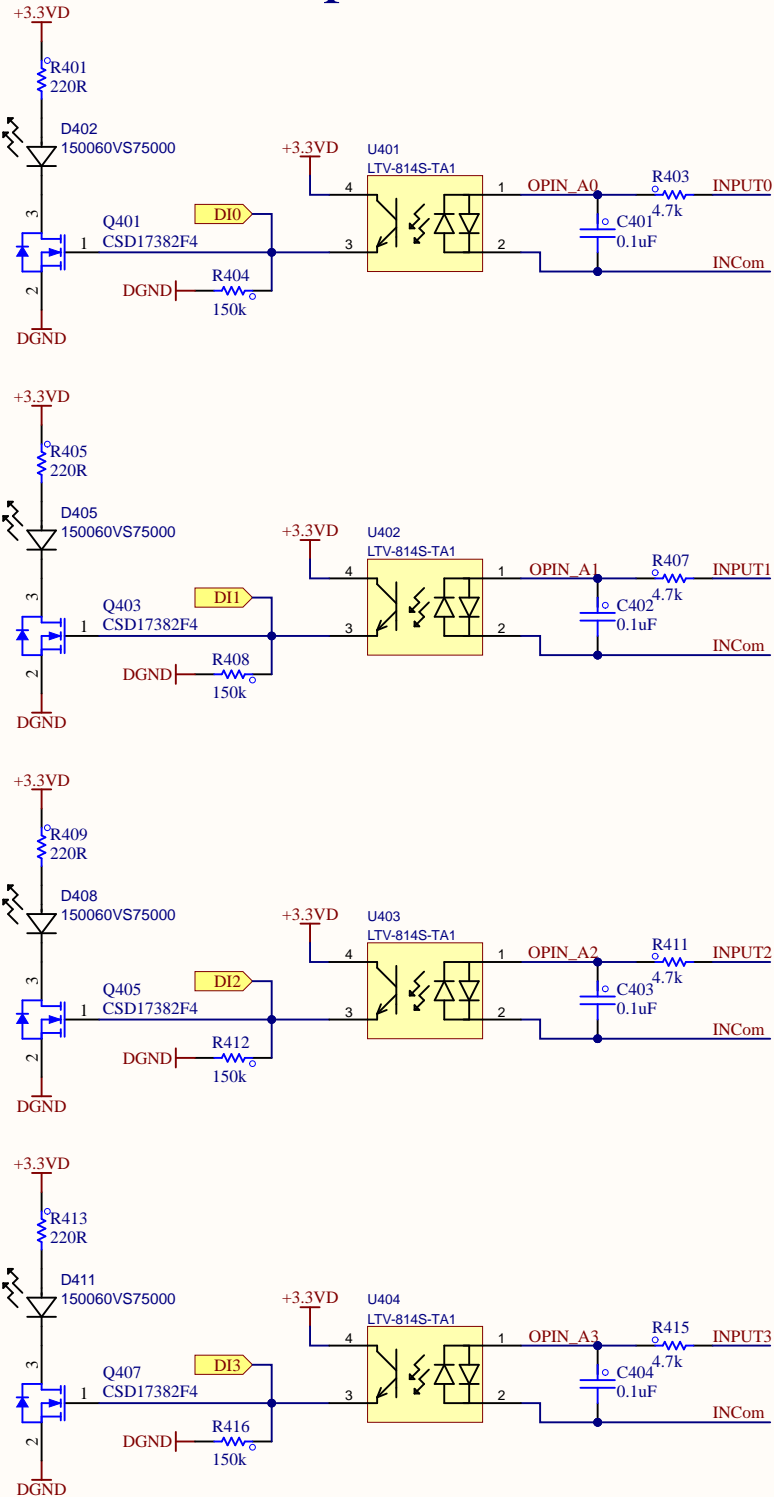 +3.3VD
R401
220R
D402
150060VS75000
3
Q401
CSD17382F4
1
2
DGND
DI0
R404
DGND
150k
+3.3VD
U401
LTV-814S-TA1
4
3
1
2
OPIN_A0
R403
4.7k
INPUT0
C401
0.1uF
INCom
+3.3VD
R405
220R
D405
150060VS75000
3
Q403
CSD17382F4
1
2
DGND
DI1
R408
DGND
150k
+3.3VD
U402
LTV-814S-TA1
4
3
1
2
OPIN_A1
R407
4.7k
INPUT1
C402
0.1uF
INCom
+3.3VD
R409
220R
D408
150060VS75000
3
Q405
CSD17382F4
1
2
DGND
DI2
R412
DGND
150k
+3.3VD
U403
LTV-814S-TA1
4
3
1
2
OPIN_A2
R411
4.7k
INPUT2
C403
0.1uF
INCom
+3.3VD
R413
220R
D411
150060VS75000
3
Q407
CSD17382F4
1
2
DGND
DI3
R416
DGND
150k
+3.3VD
U404
LTV-814S-TA1
4
3
1
2
OPIN_A3
R415
4.7k
INPUT3
C404
0.1uF
INCom